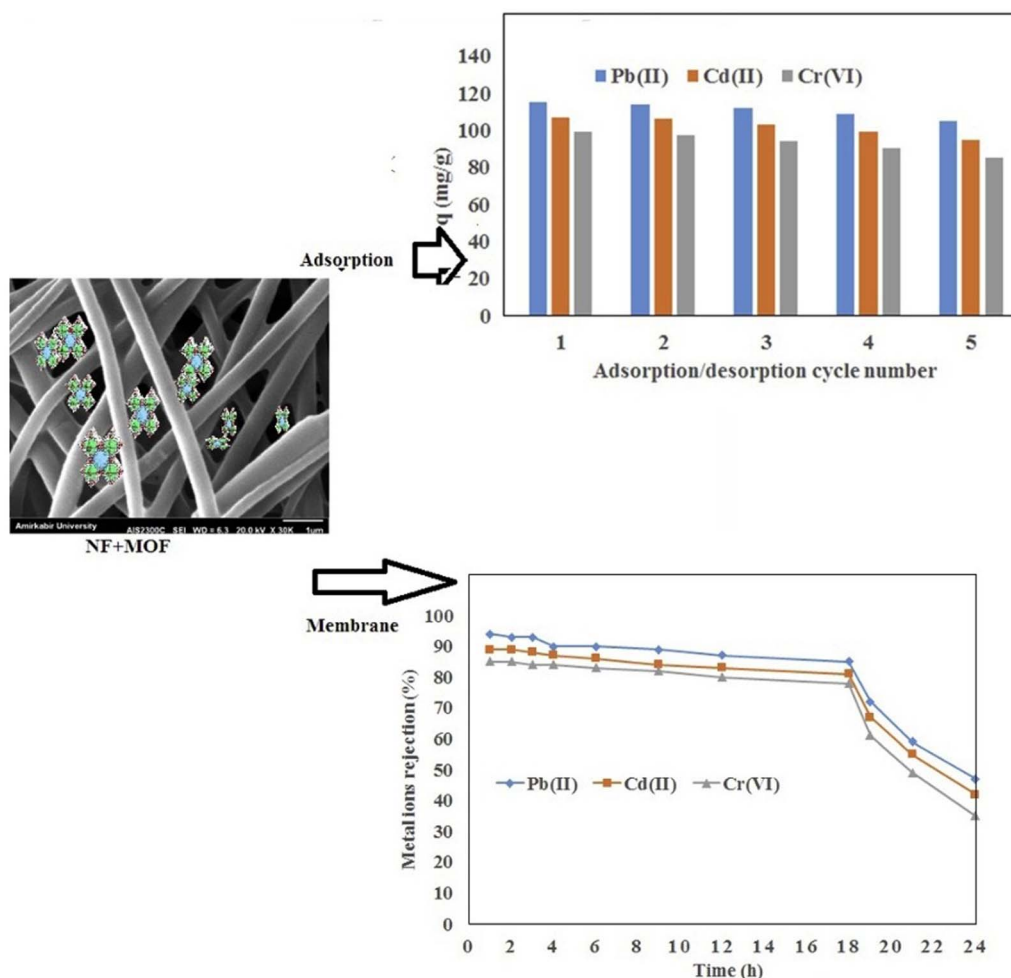 140
120
100
80
60
40
20
0
q (mg/g)
Pb(II) Cd(II) Cr(VI)
1 2 3 4 5
Adsorption/desorption cycle number
Adsorption
Amirkabir University AIS2300C SEI WD = 6.3 20.0 kV X 30K 1um
NF+MOF
Membrane
100
90
80
70
60
50
40
30
20
10
0
Metal ions rejection (%)
Pb(II) Cd(II) Cr(VI)
0 2 4 6 8 10 12 14 16 18 20 22 24
Time (h)